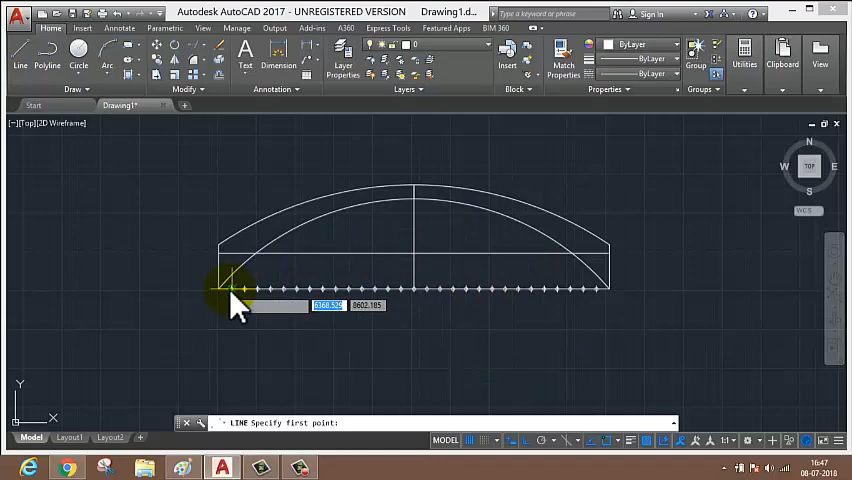 Autodesk AutoCAD 2017 - UNREGISTERED VERSION Drawing1.d...
Type a keyword or phrase
Sign In
Home Insert Annotate Parametric View Manage Output Add-ins A360 Express Tools Featured Apps BIM 360
Line Polyline Circle Arc
Text Dimension
Layer Properties
0
Insert
Match Properties
ByLayer
ByLayer
ByLayer
Group
Utilities
Clipboard
View
Draw Modify Annotation Layers Block Properties Groups
Start Drawing1*
[−][Top][2D Wireframe]
N
W TOP E
S
WCS
6368.529 8602.185
Y
X
LINE Specify first point:
Model Layout1 Layout2 +
MODEL 1:1
16:47
08-07-2018